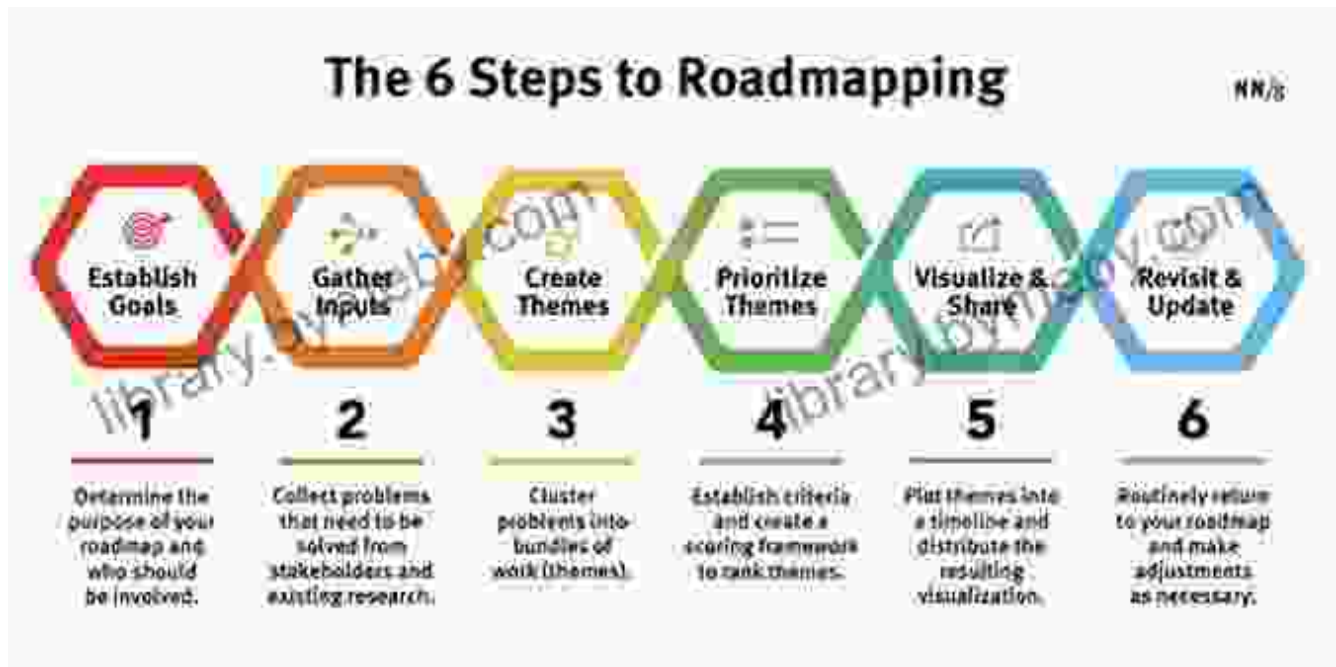 The 6 Steps to Roadmapping
NN/g
Establish
Goals
Gather
Inputs
Create
Themes
Prioritize
Themes
Visualize &
Share
Revisit &
Update
1
2
3
4
5
6
Determine the
purpose of your
roadmap and
who should
be involved.
Collect problems
that need to be
solved from
stakeholders and
existing research.
Cluster
problems into
bundles of
work (themes).
Establish criteria
and create a
scoring framework
to rank themes.
Plot themes into
a timeline and
distribute the
resulting
visualization.
Routinely return
to your roadmap
and make
adjustments
as necessary.